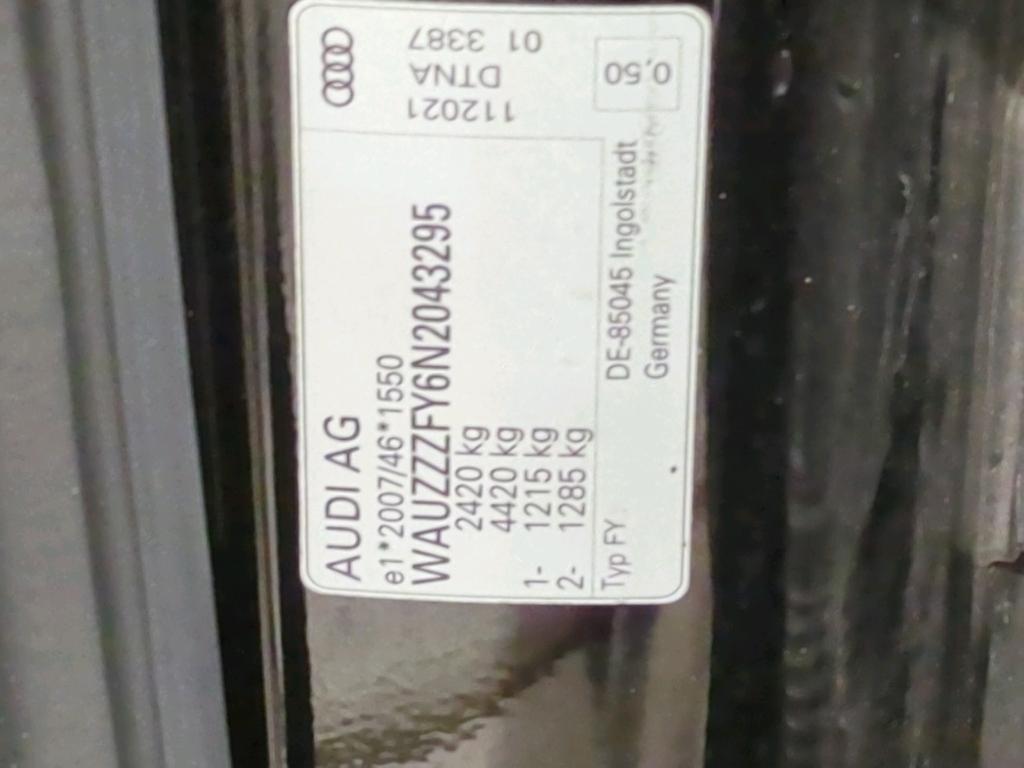 AUDI AG
e1*2007/46*1550
WAUZZZFY6N2043295
2420 kg
4420 kg
1- 1215 kg
2- 1285 kg
Typ FY
DE-85045 Ingolstadt
Germany
112021
DTNA
01 3387
0,50